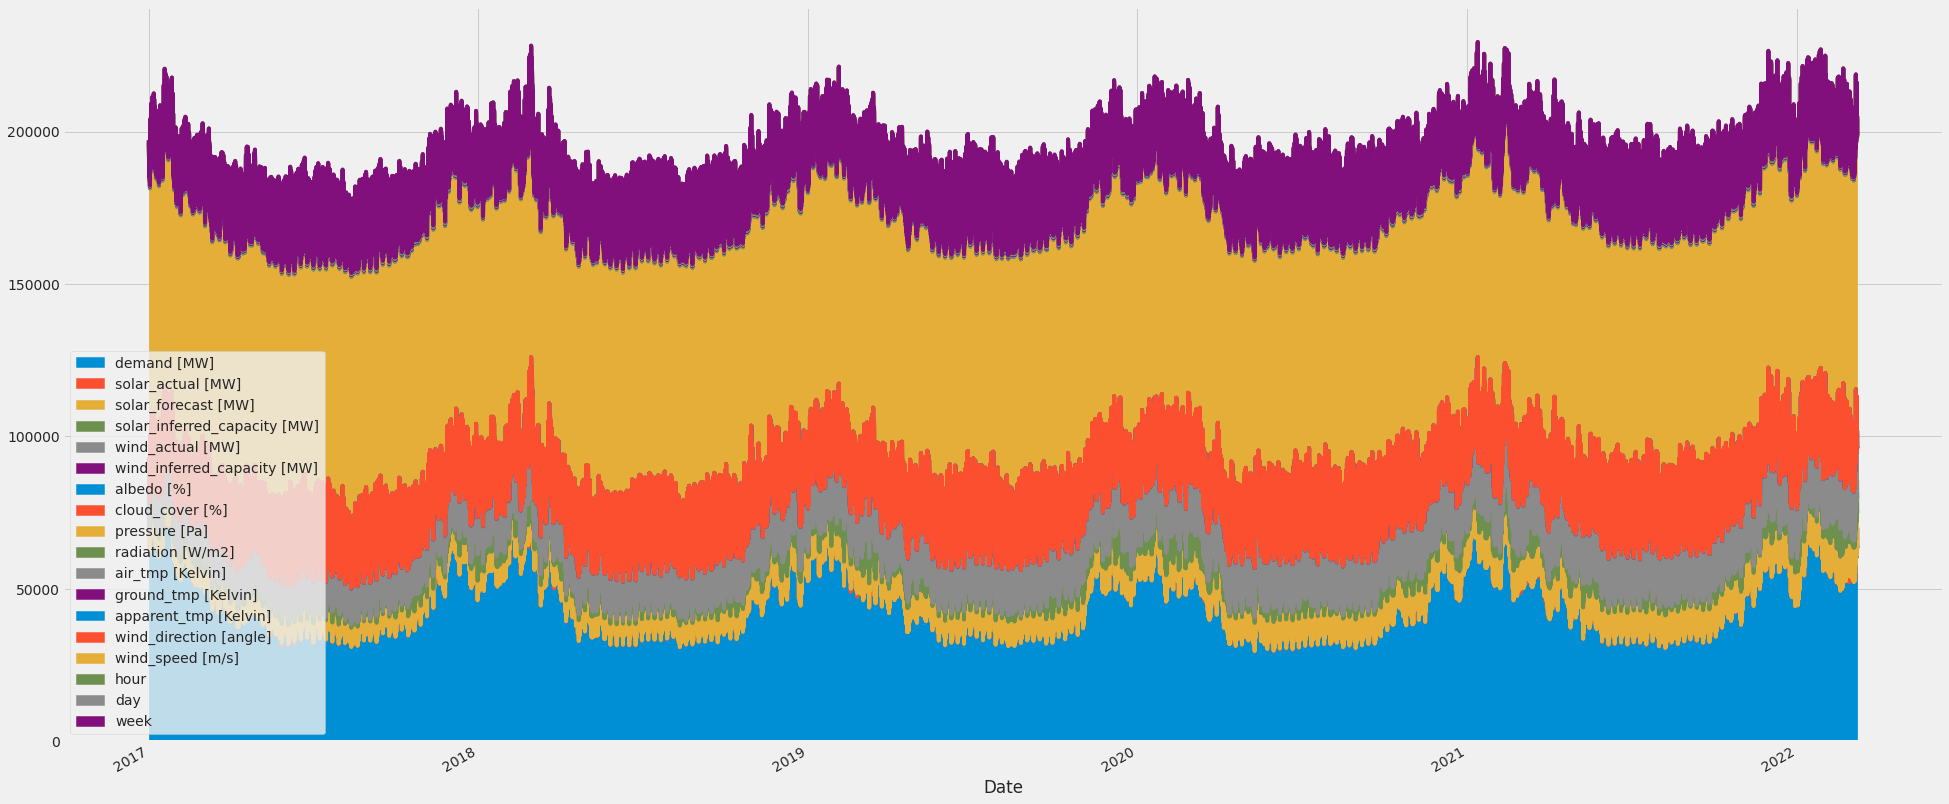 200000
150000
100000
50000
0
demand [MW]
solar_actual [MW]
solar_forecast [MW]
solar_inferred_capacity [MW]
wind_actual [MW]
wind_inferred_capacity [MW]
albedo [%]
cloud_cover [%]
pressure [Pa]
radiation [W/m2]
air_tmp [Kelvin]
ground_tmp [Kelvin]
apparent_tmp [Kelvin]
wind_direction [angle]
wind_speed [m/s]
hour
day
week
2017 2018 2019 2020 2021 2022
Date